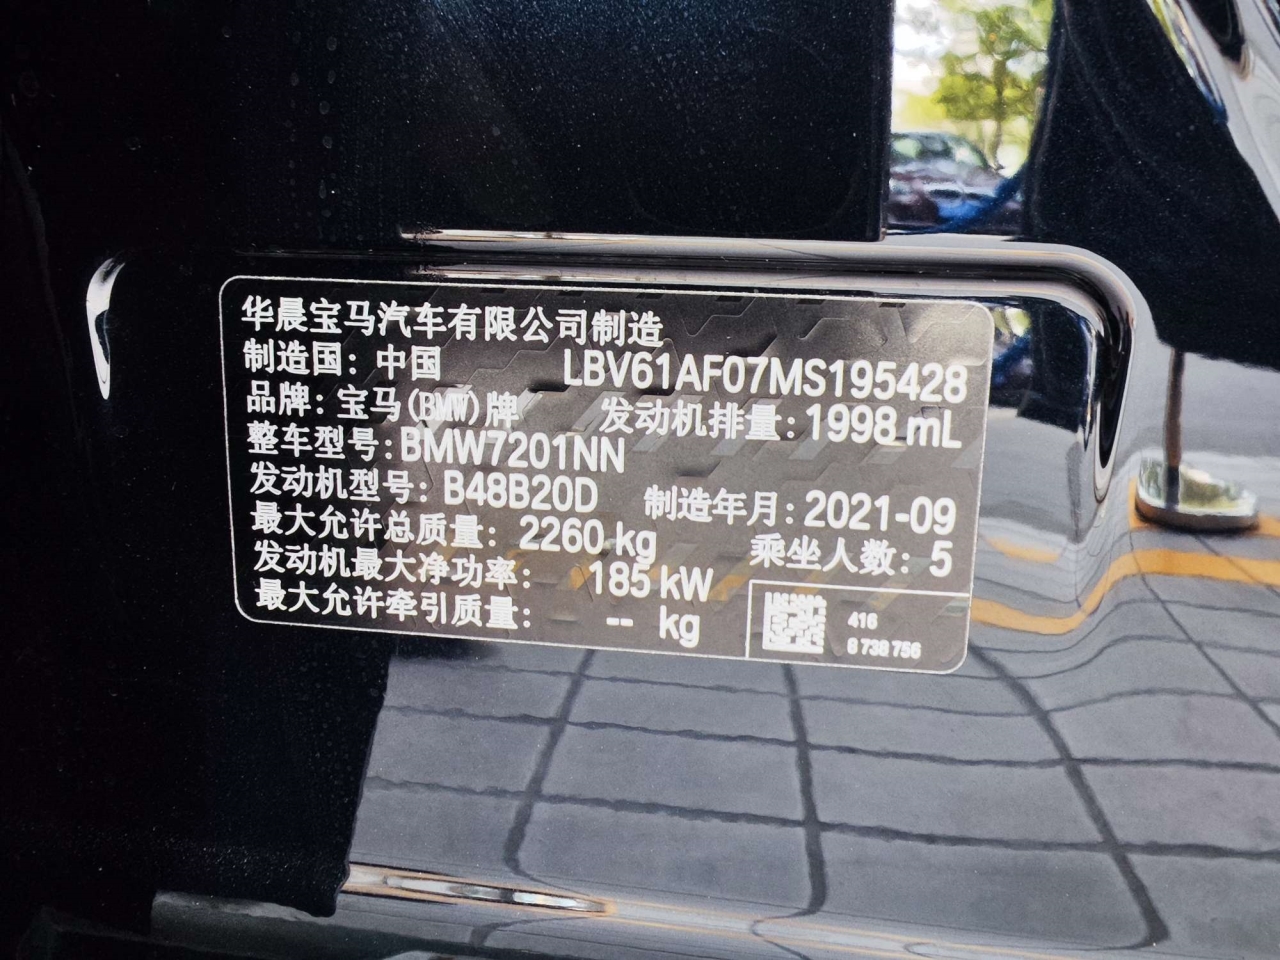 华晨宝马汽车有限公司制造
制造国: 中国 LBV61AF07MS195428
品牌: 宝马(BMW)牌 发动机排量: 1998 mL
整车型号: BMW7201NN
发动机型号: B48B20D 制造年月: 2021-09
最大允许总质量: 2260 kg 乘坐人数: 5
发动机最大净功率: 185 kW
最大允许牵引质量: -- kg
416
8 738 756